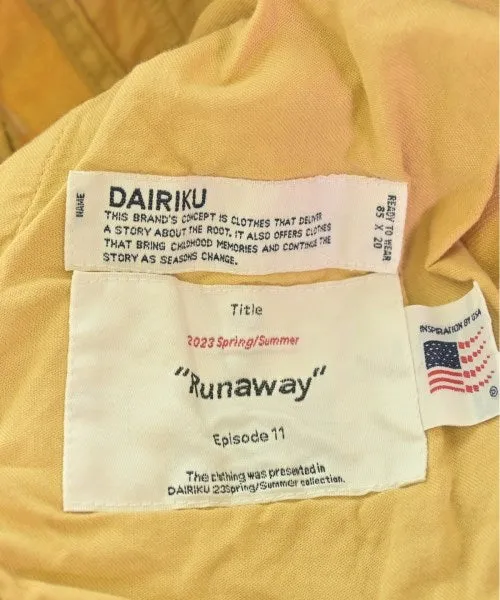 NAME
DAIRIKU
THIS BRAND'S CONCEPT IS CLOTHES THAT DELIVER
A STORY ABOUT THE ROOT. IT ALSO OFFERS CLOTHES
THAT BRING CHILDHOOD MEMORIES AND CONTINUE THE
STORY AS SEASONS CHANGE.
READY TO WEAR
85 X 20
Title
2023 Spring/Summer
"Runaway"
Episode 11
The clothing was presented in
DAIRIKU 23Spring/Summer collection.
INSPIRATION BY USA
®